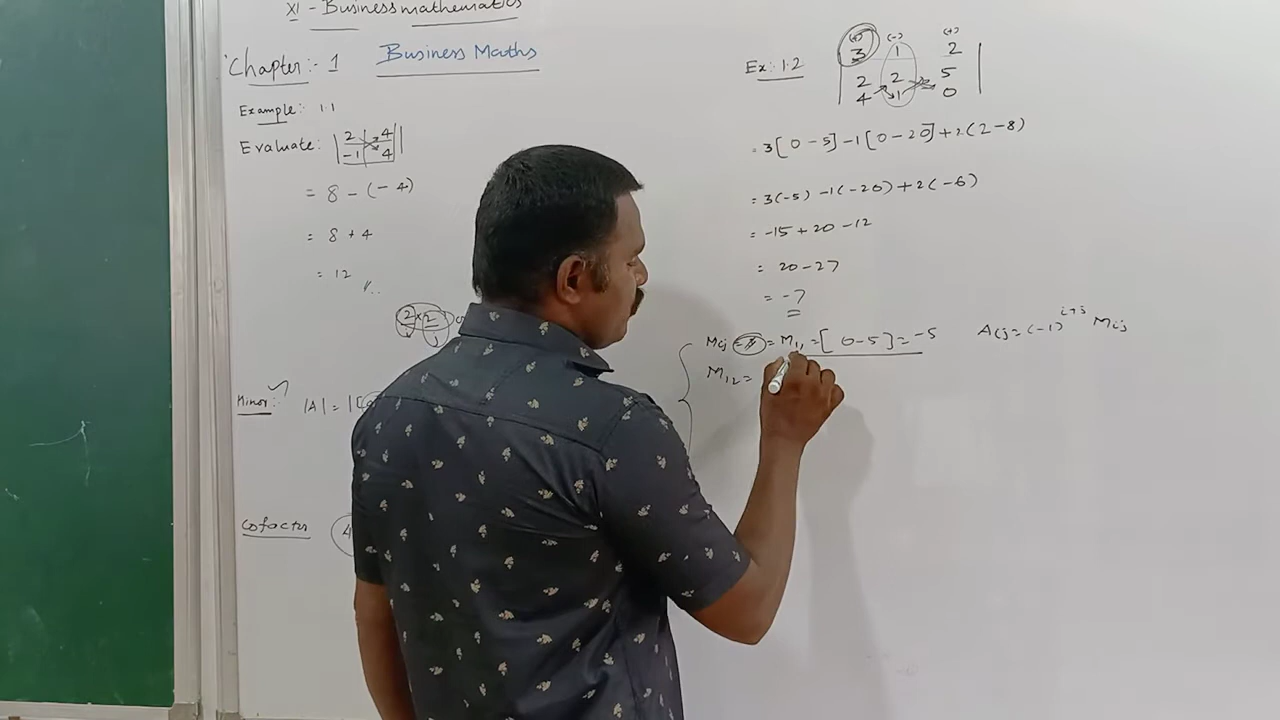 XI - Business mathematics
Chapter:- 1 Business Maths
Example: 1.1
Evaluate: | 2 4 |
| -1 4 |
= 8 - (-4)
= 8 + 4
= 12
2 x 2
Minor:- |A| = |[
Cofactor 4
Ex: 1.2
(+) (-) (+)
| 3 1 2 |
| 2 2 5 |
| 4 1 0 |
= 3[0-5] -1[0-20] +2(2-8)
= 3(-5) -1(-20) +2(-6)
= -15 + 20 - 12
= 20 - 27
= -7
Mij = M11 = [0-5] = -5 Aij = (-1)^i+j Mij
M12 =